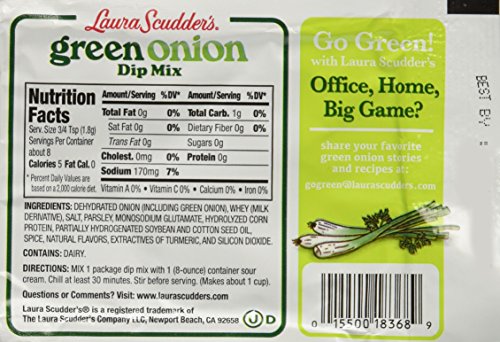 Laura Scudder's®
green onion
Dip Mix
Nutrition
Facts
Serv. Size 3/4 Tsp (1.8g)
Servings Per Container
about 8
Calories 5 Fat Cal. 0
* Percent Daily Values are
based on a 2,000 calorie diet.
Amount/Serving %DV*
Total Fat 0g 0%
Sat Fat 0g 0%
Trans Fat 0g
Cholest. 0mg 0%
Sodium 170mg 7%
Amount/Serving %DV*
Total Carb. 1g 0%
Dietary Fiber 0g 0%
Sugars 0g
Protein 0g
Vitamin A 0% • Vitamin C 0% • Calcium 0% • Iron 0%
INGREDIENTS: DEHYDRATED ONION (INCLUDING GREEN ONION), WHEY (MILK
DERIVATIVE), SALT, PARSLEY, MONOSODIUM GLUTAMATE, HYDROLYZED CORN
PROTEIN, PARTIALLY HYDROGENATED SOYBEAN AND COTTON SEED OIL,
SPICE, NATURAL FLAVORS, EXTRACTIVES OF TURMERIC, AND SILICON DIOXIDE.
CONTAINS: DAIRY.
DIRECTIONS: MIX 1 package dip mix with 1 (8-ounce) container sour
cream. Chill at least 30 minutes. Stir before serving. (Makes about 1 cup).
Questions or Comments? Visit: www.laurascudders.com
Laura Scudder's® is a registered trademark of
The Laura Scudder's Company LLC, Newport Beach, CA 92658
U D
Go Green!
with Laura Scudder's
Office, Home,
Big Game?
share your favorite
green onion stories
and recipes at:
gogreen@laurascudders.com
0 15500 18368 9
BEST BY: